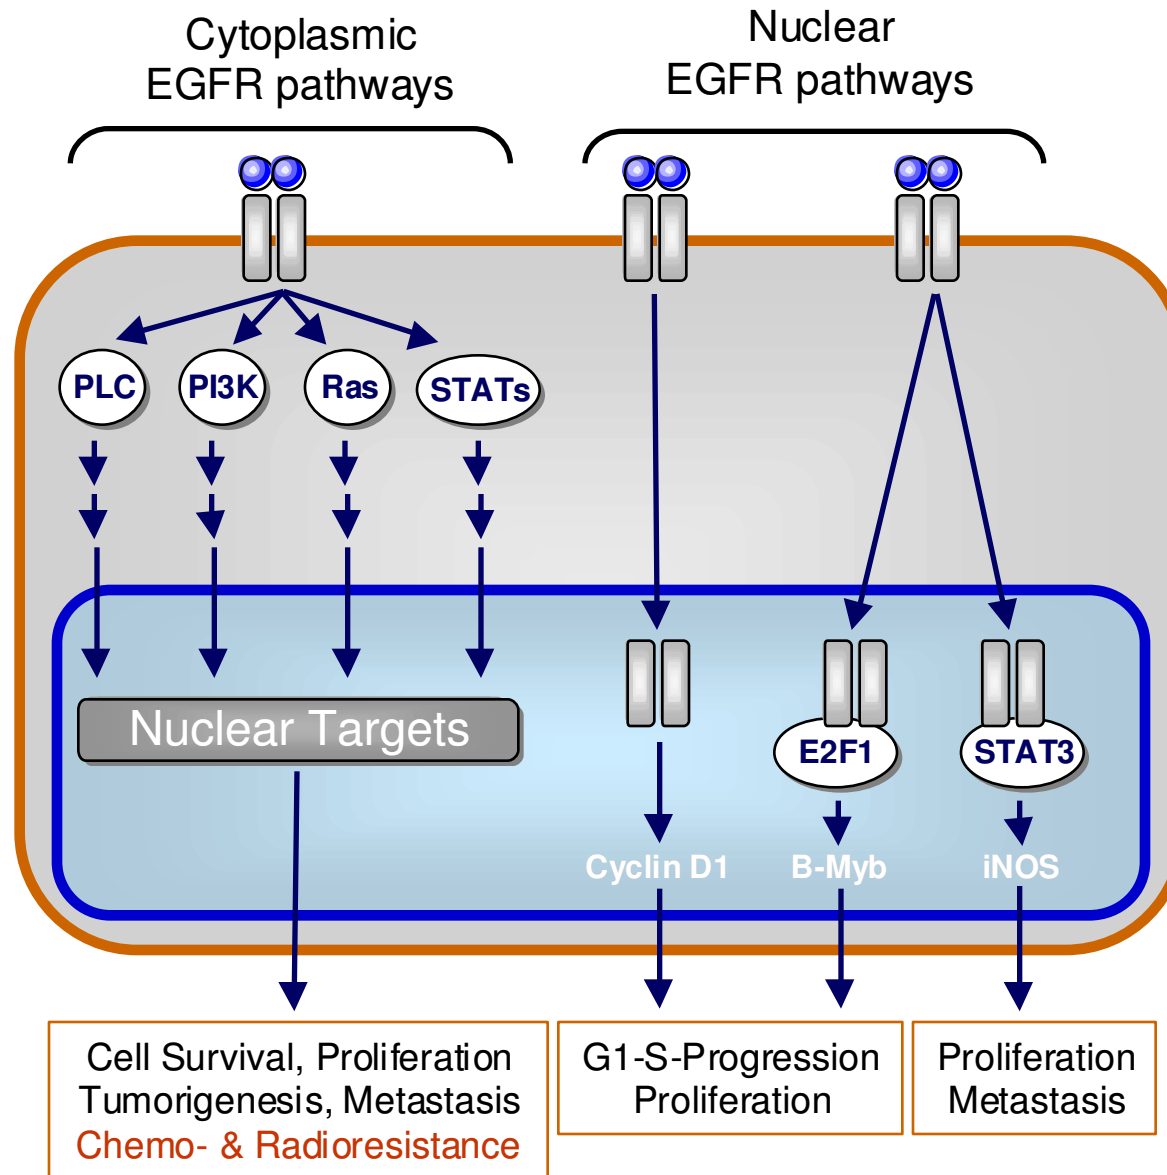 Cytoplasmic
EGFR pathways
Nuclear
EGFR pathways
PLC
PI3K
Ras
STATs
Nuclear Targets
E2F1
STAT3
Cyclin D1
B-Myb
iNOS
Cell Survival, Proliferation
Tumorigenesis, Metastasis
Chemo- & Radioresistance
G1-S-Progression
Proliferation
Proliferation
Metastasis